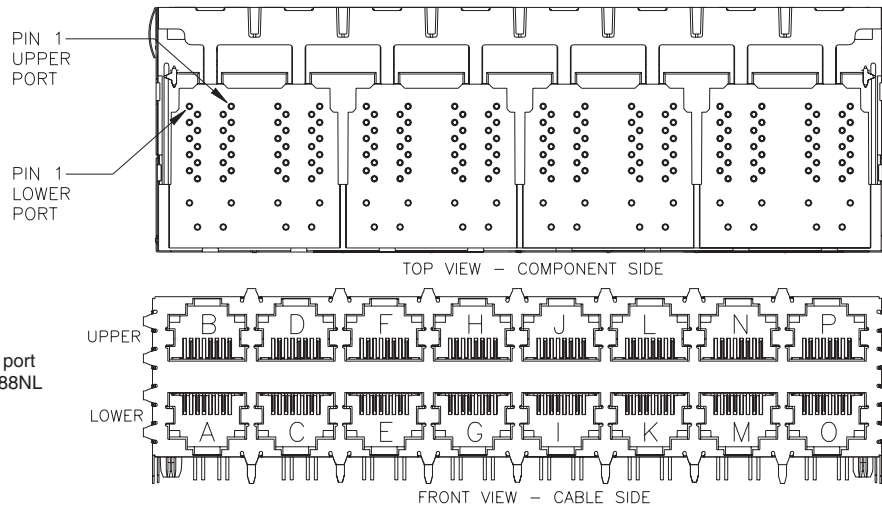 PIN 1
UPPER
PORT
PIN 1
LOWER
PORT
TOP VIEW – COMPONENT SIDE
UPPER
B D F H J L N P
port
88NL
LOWER
A C E G I K M O
FRONT VIEW – CABLE SIDE